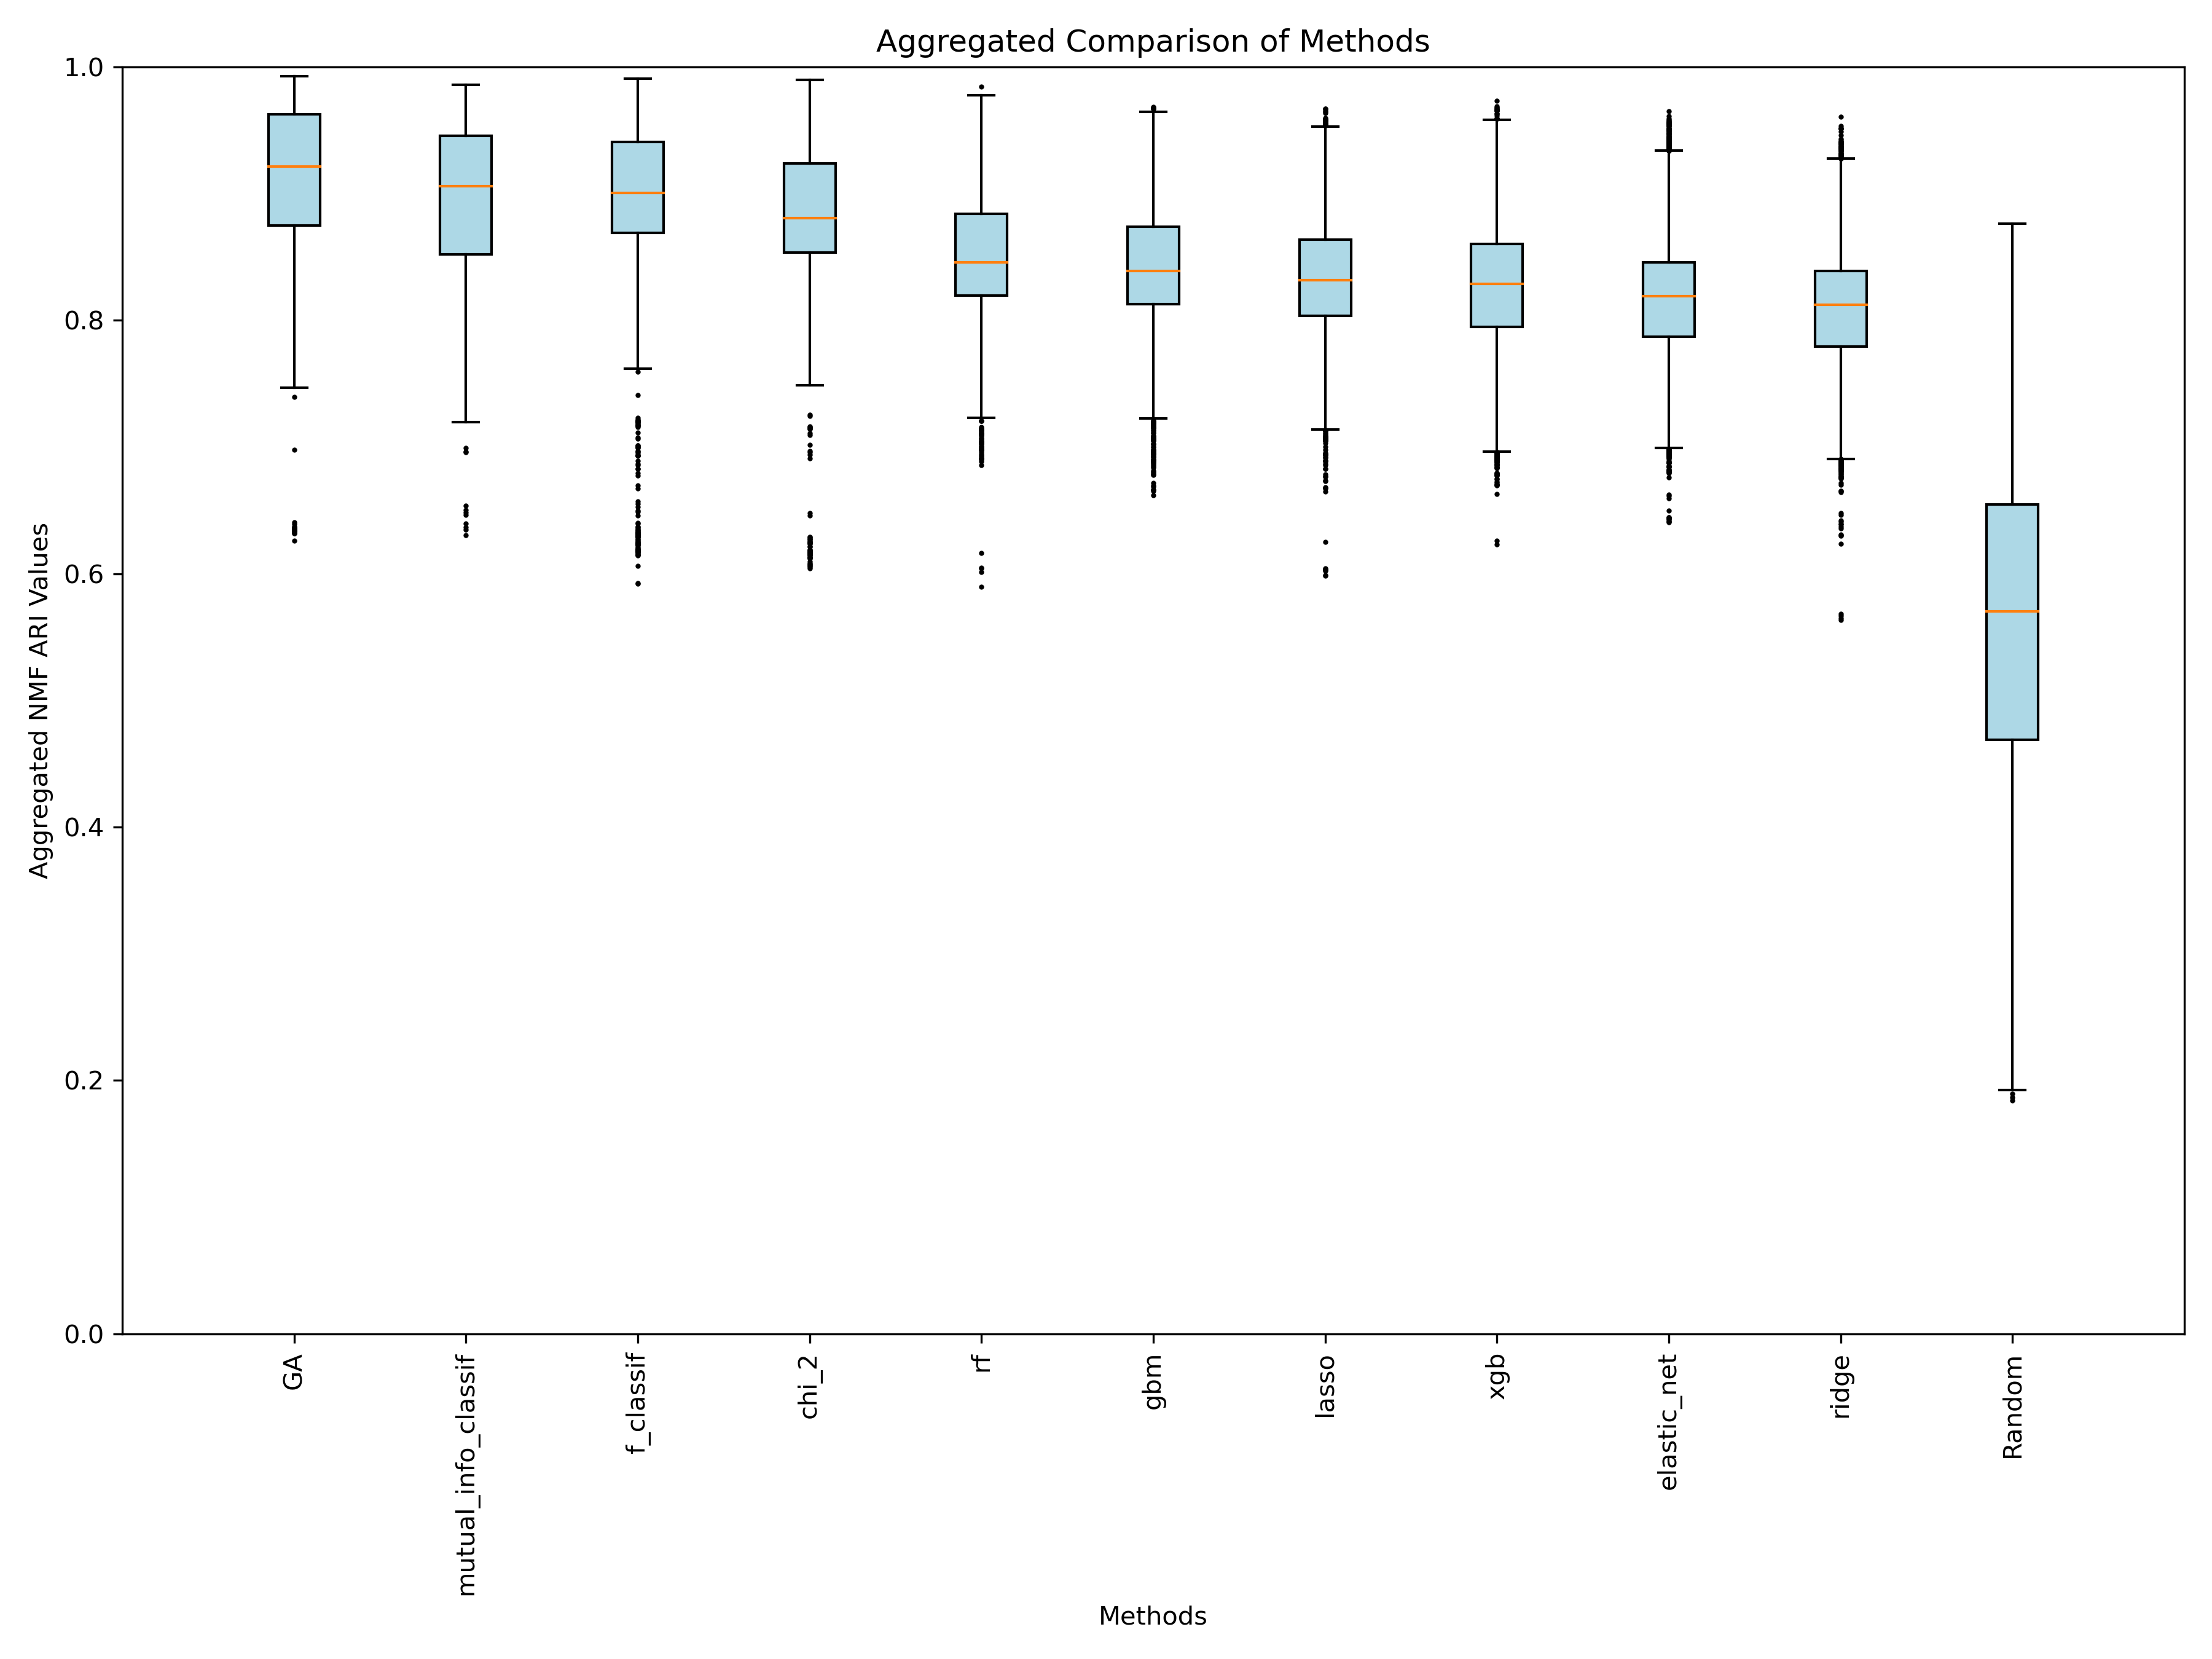 Aggregated Comparison of Methods
1.0
0.8
0.6
0.4
0.2
0.0
Aggregated NMF ARI Values
GA
mutual_info_classif
f_classif
chi_2
rf
gbm
lasso
xgb
elastic_net
ridge
Random
Methods